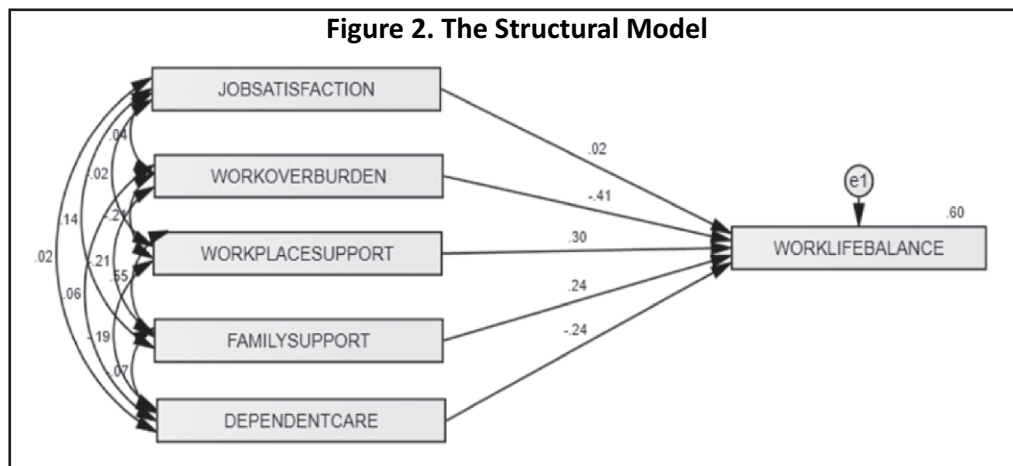 Figure 2. The Structural Model
JOBSATISFACTION
.04
.02
WORKOVERBURDEN
e1
-.02
-.41
.60
.14
-.21
WORKPLACESUPPORT
.30
WORKLIFEBALANCE
.02
-.21
.55
.06
.24
-.19
FAMILYSUPPORT
-.24
-.07
DEPENDENTCARE